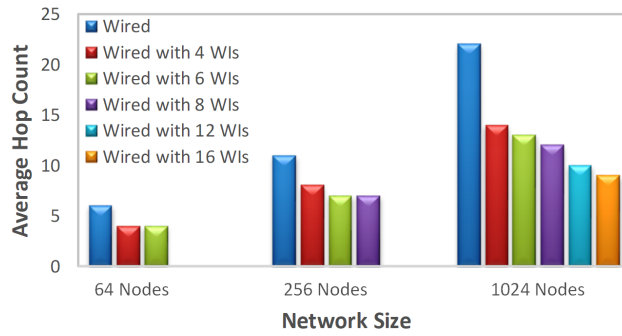 25
20
15
10
5
0
Average Hop Count
Wired
Wired with 4 WIs
Wired with 6 WIs
Wired with 8 WIs
Wired with 12 WIs
Wired with 16 WIs
64 Nodes
256 Nodes
1024 Nodes
Network Size